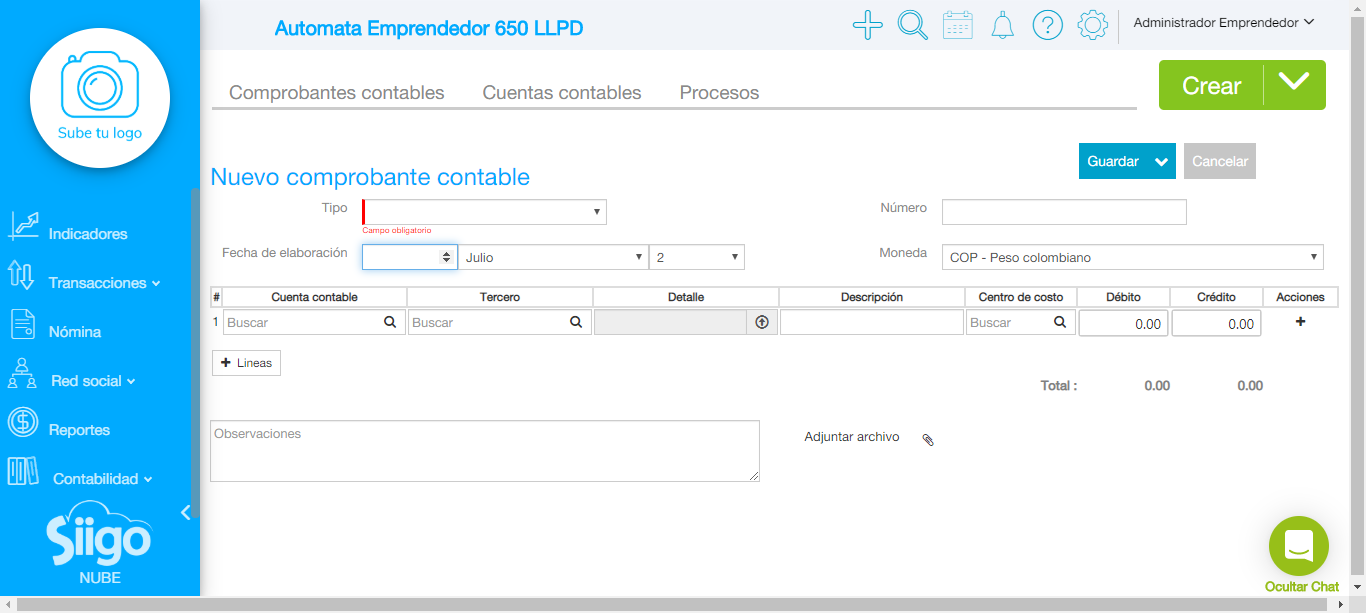 Automata Emprendedor 650 LLPD
Administrador Emprendedor
Sube tu logo
Comprobantes contables Cuentas contables Procesos
Crear
Guardar
Cancelar
Nuevo comprobante contable
Tipo
Campo obligatorio
Número
Fecha de elaboración
Julio
2
Moneda
COP - Peso colombiano
# Cuenta contable Tercero Detalle Descripción Centro de costo Débito Crédito Acciones
1 Buscar Buscar Buscar 0.00 0.00 +
+ Lineas
Total : 0.00 0.00
Observaciones
Adjuntar archivo
Indicadores
Transacciones
Nómina
Red social
Reportes
Contabilidad
Siigo
NUBE
Ocultar Chat